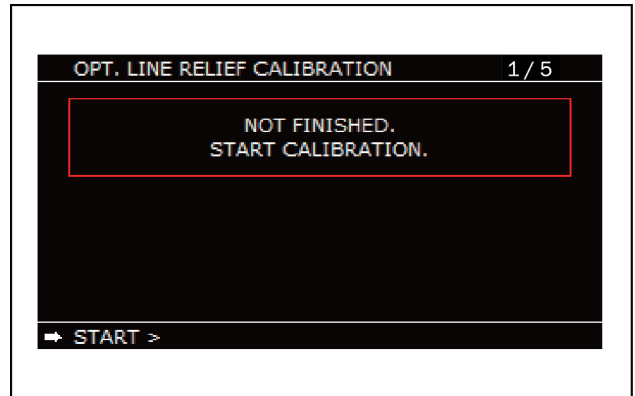 OPT. LINE RELIEF CALIBRATION 1/5
NOT FINISHED.
START CALIBRATION.
➡ START >